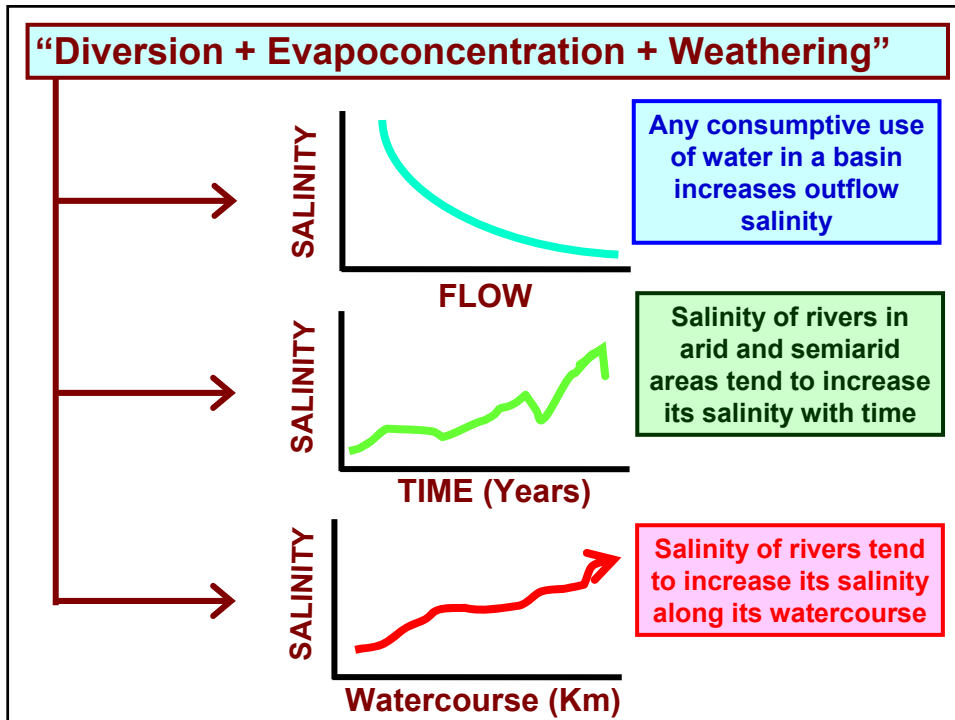 “Diversion + Evapoconcentration + Weathering”
SALINITY
FLOW
Any consumptive use
of water in a basin
increases outflow
salinity
SALINITY
TIME (Years)
Salinity of rivers in
arid and semiarid
areas tend to increase
its salinity with time
SALINITY
Watercourse (Km)
Salinity of rivers tend
to increase its salinity
along its watercourse